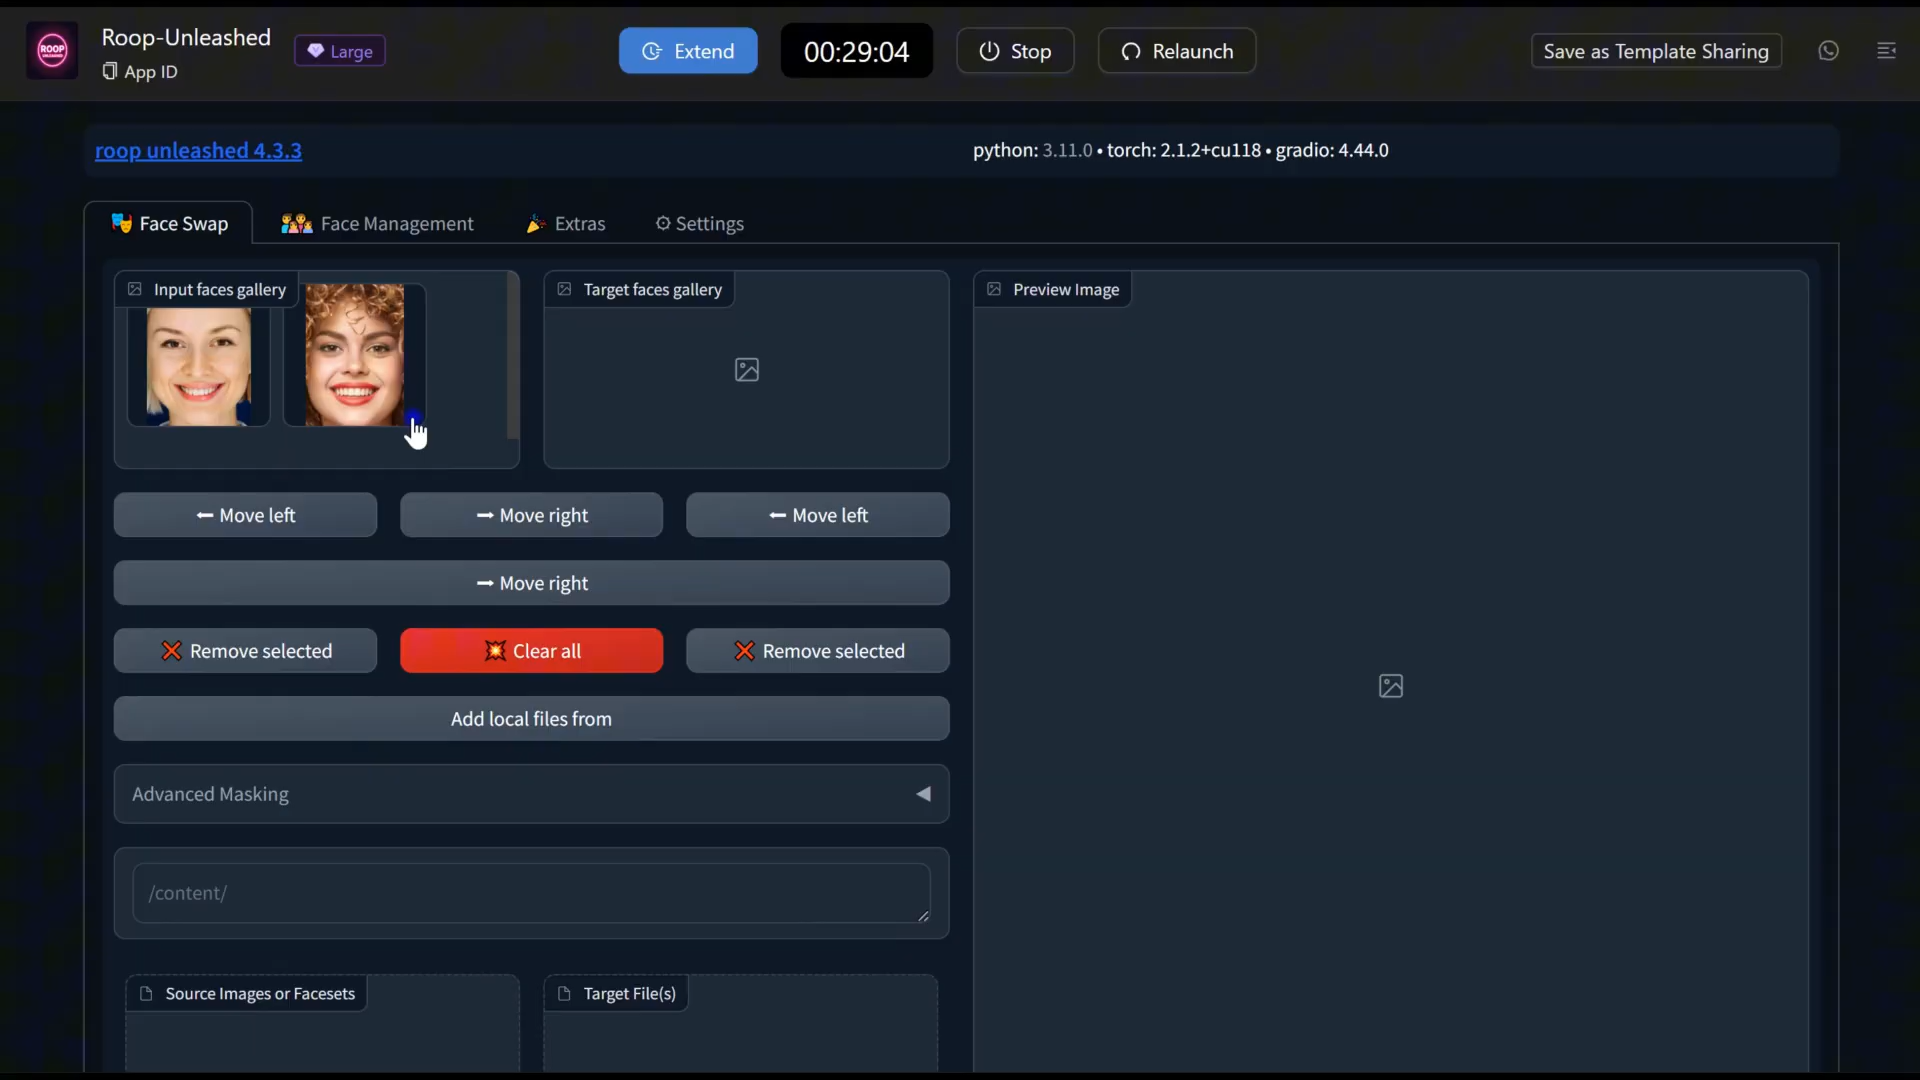 ROOP
UNLEASHED
Roop-Unleashed
App ID
Large
Extend
00:29:04
Stop
Relaunch
Save as Template Sharing
roop unleashed 4.3.3
python: 3.11.0 • torch: 2.1.2+cu118 • gradio: 4.44.0
Face Swap
Face Management
Extras
Settings
Input faces gallery
Target faces gallery
Preview Image
Move left
Move right
Move left
Move right
Remove selected
Clear all
Remove selected
Add local files from
Advanced Masking
/content/
Source Images or Facesets
Target File(s)